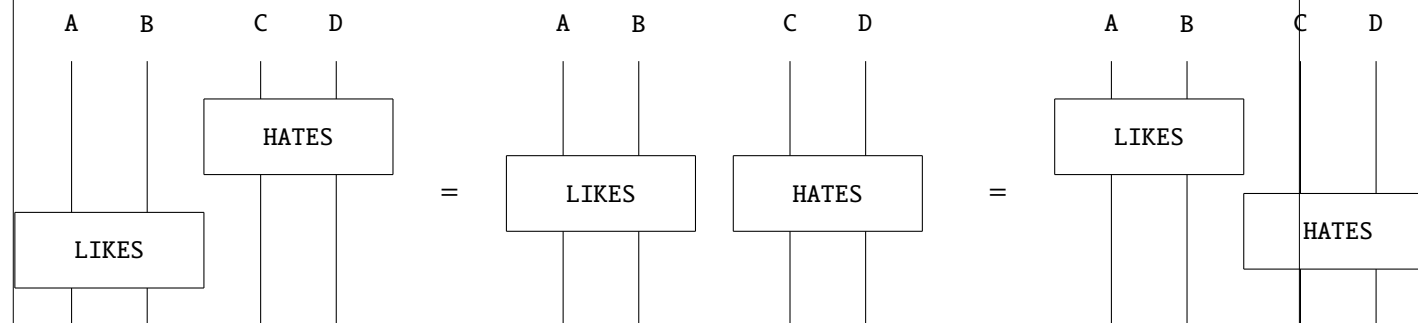 A B C D A B C D A B C D
HATES LIKES
= LIKES HATES =
LIKES HATES